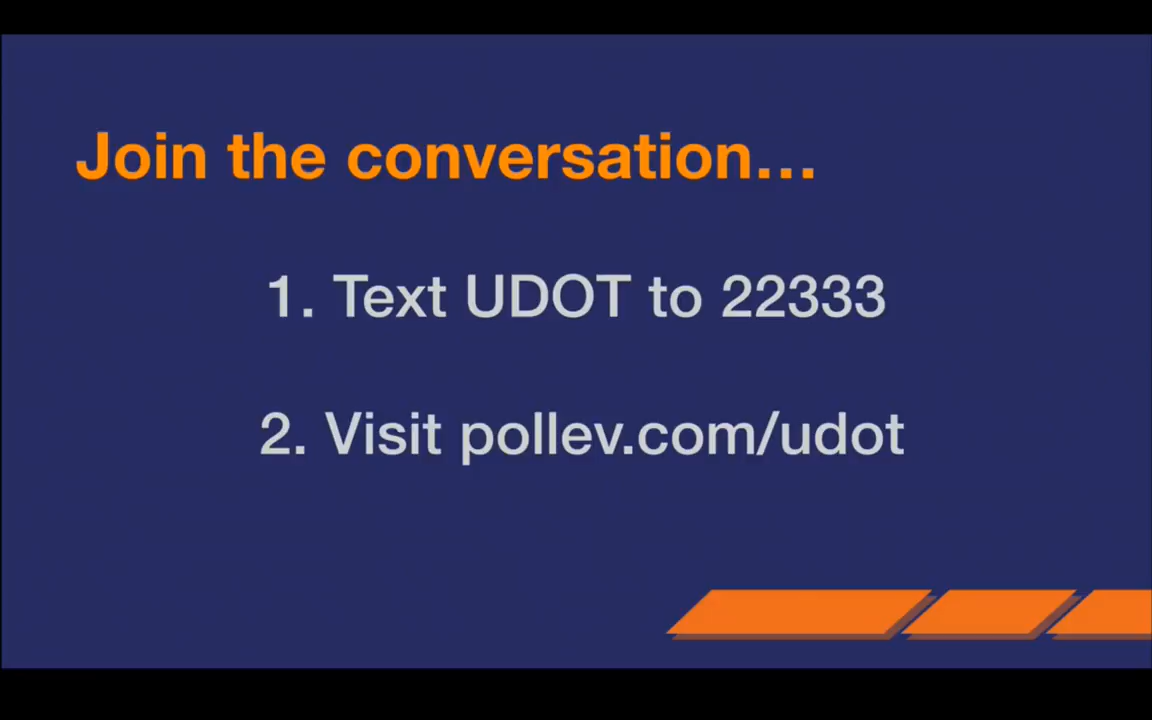 Join the conversation...
1. Text UDOT to 22333
2. Visit pollev.com/udot